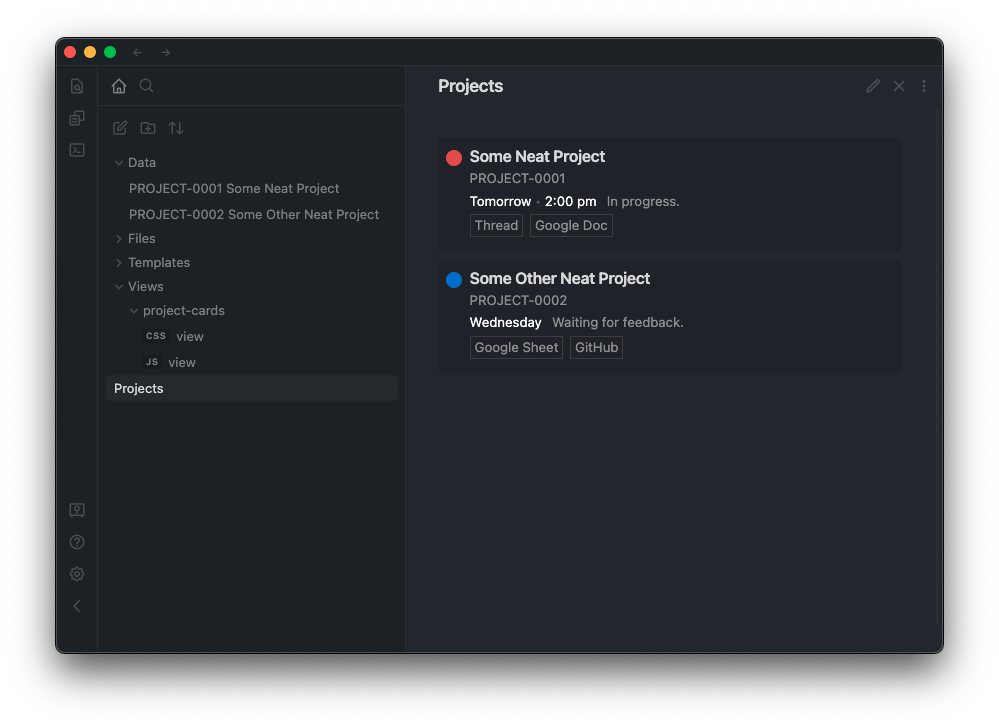 Data
PROJECT-0001 Some Neat Project
PROJECT-0002 Some Other Neat Project
Files
Templates
Views
project-cards
CSS view
JS view
Projects
Projects
Some Neat Project
PROJECT-0001
Tomorrow • 2:00 pm In progress.
Thread Google Doc
Some Other Neat Project
PROJECT-0002
Wednesday Waiting for feedback.
Google Sheet GitHub